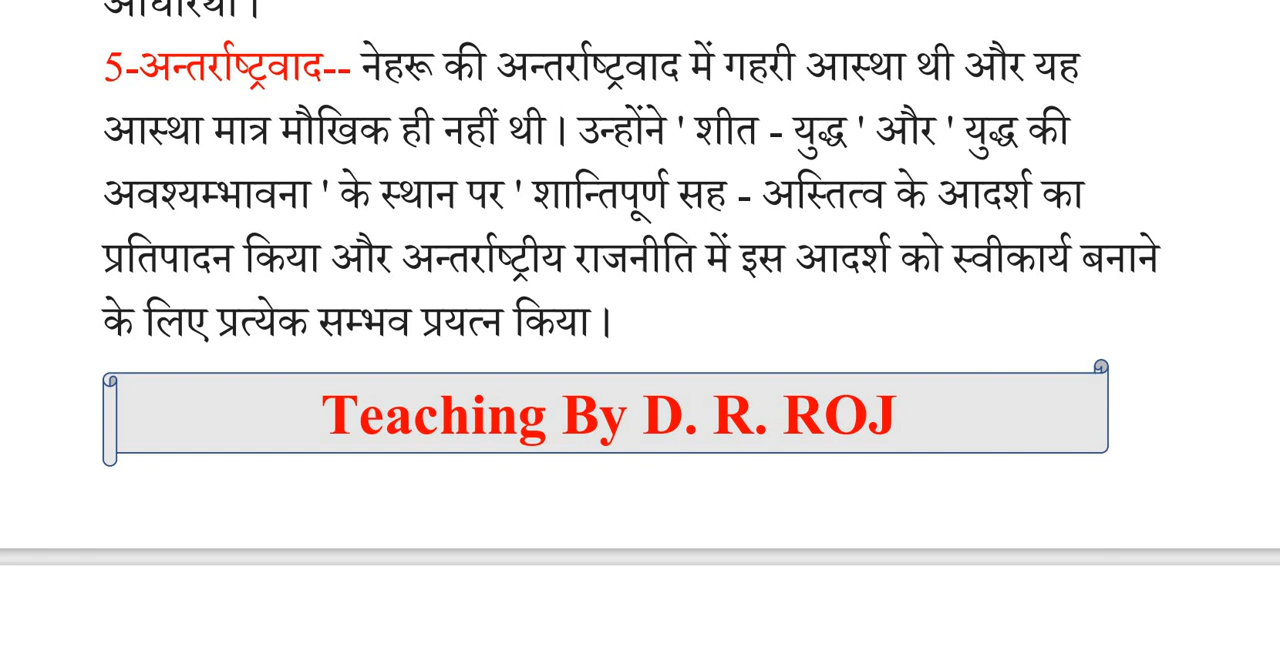 आधारथा।
5-अन्तर्राष्ट्रवाद-- नेहरू की अन्तर्राष्ट्रवाद में गहरी आस्था थी और यह
आस्था मात्र मौखिक ही नहीं थी। उन्होंने ' शीत - युद्ध ' और ' युद्ध की
अवश्यम्भावना ' के स्थान पर ' शान्तिपूर्ण सह - अस्तित्व के आदर्श का
प्रतिपादन किया और अन्तर्राष्ट्रीय राजनीति में इस आदर्श को स्वीकार्य बनाने
के लिए प्रत्येक सम्भव प्रयत्न किया।
Teaching By D. R. ROJ